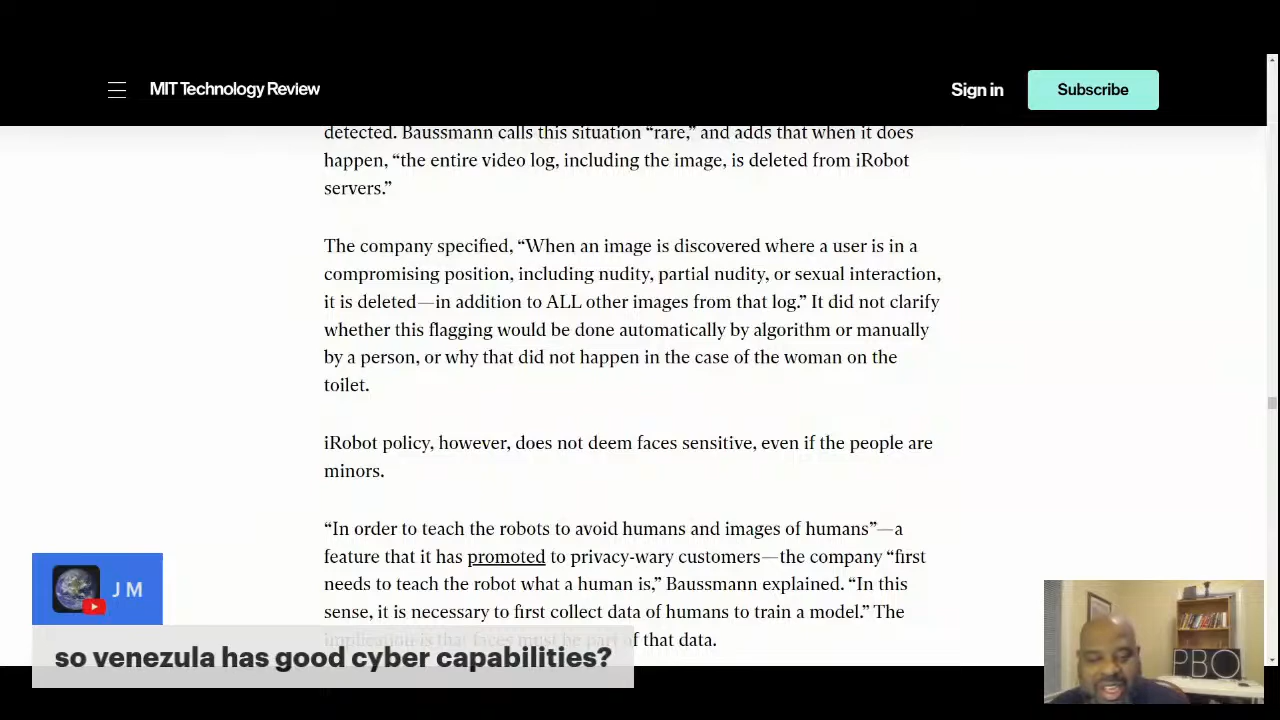 MIT Technology Review
Sign in
Subscribe
detected. Baussmann calls this situation “rare,” and adds that when it does
happen, “the entire video log, including the image, is deleted from iRobot
servers.”
The company specified, “When an image is discovered where a user is in a
compromising position, including nudity, partial nudity, or sexual interaction,
it is deleted—in addition to ALL other images from that log.” It did not clarify
whether this flagging would be done automatically by algorithm or manually
by a person, or why that did not happen in the case of the woman on the
toilet.
iRobot policy, however, does not deem faces sensitive, even if the people are
minors.
“In order to teach the robots to avoid humans and images of humans”—a
feature that it has promoted to privacy-wary customers—the company “first
needs to teach the robot what a human is,” Baussmann explained. “In this
sense, it is necessary to first collect data of humans to train a model.” The
implication is that faces must be part of that data.
J M
so venezula has good cyber capabilities?
PBO